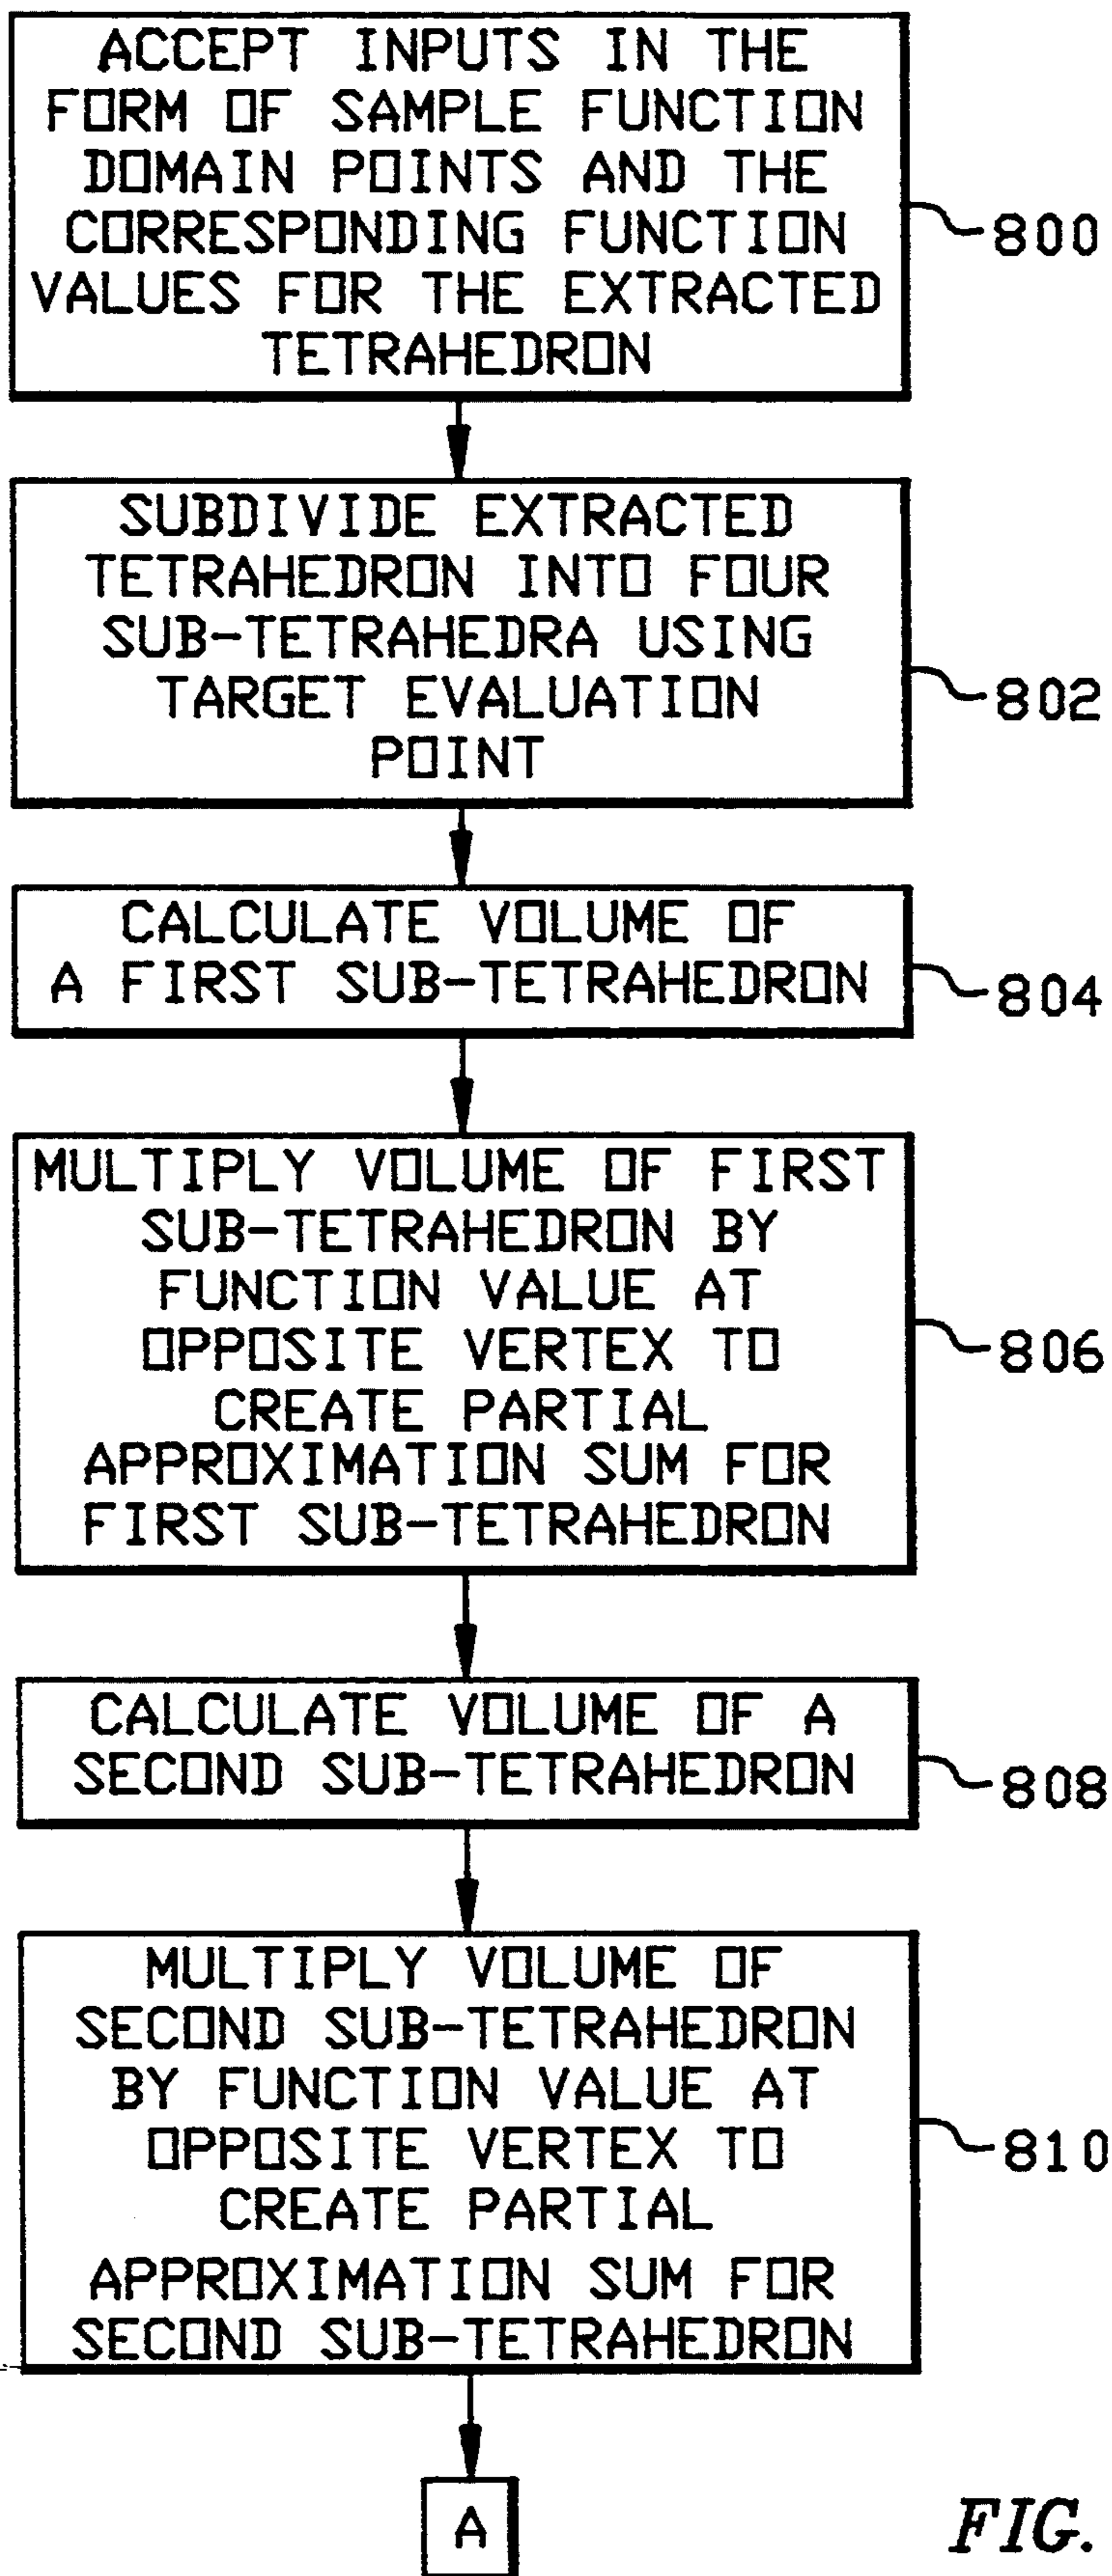 ACCEPT INPUTS IN THE
FORM OF SAMPLE FUNCTION
DOMAIN POINTS AND THE
CORRESPONDING FUNCTION
VALUES FOR THE EXTRACTED
TETRAHEDRON
800
SUBDIVIDE EXTRACTED
TETRAHEDRON INTO FOUR
SUB-TETRAHEDRA USING
TARGET EVALUATION
POINT
802
CALCULATE VOLUME OF
A FIRST SUB-TETRAHEDRON
804
MULTIPLY VOLUME OF FIRST
SUB-TETRAHEDRON BY
FUNCTION VALUE AT
OPPOSITE VERTEX TO
CREATE PARTIAL
APPROXIMATION SUM FOR
FIRST SUB-TETRAHEDRON
806
CALCULATE VOLUME OF A
SECOND SUB-TETRAHEDRON
808
MULTIPLY VOLUME OF
SECOND SUB-TETRAHEDRON
BY FUNCTION VALUE AT
OPPOSITE VERTEX TO
CREATE PARTIAL
APPROXIMATION SUM FOR
SECOND SUB-TETRAHEDRON
810
A
FIG.